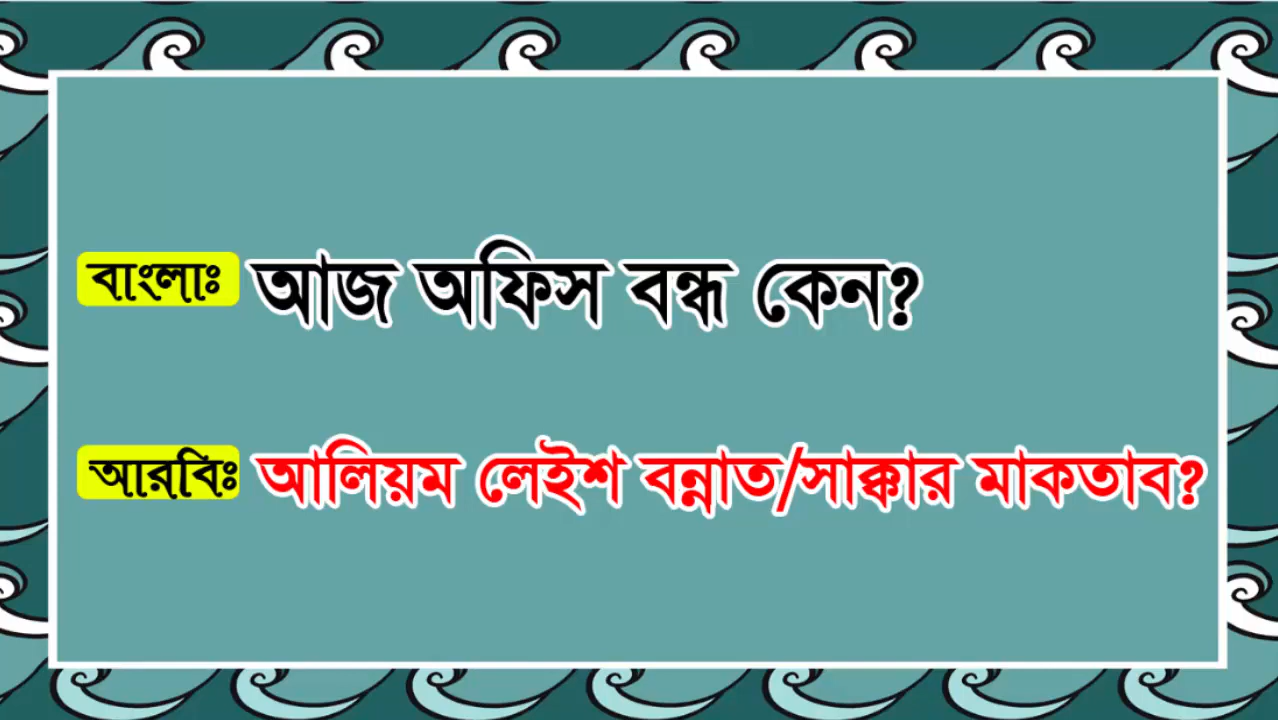 বাংলাঃ আজ অফিস বন্ধ কেন?
আরবিঃ আলিয়ম লেইশ বন্নাত/সাক্কার মাকতাব?